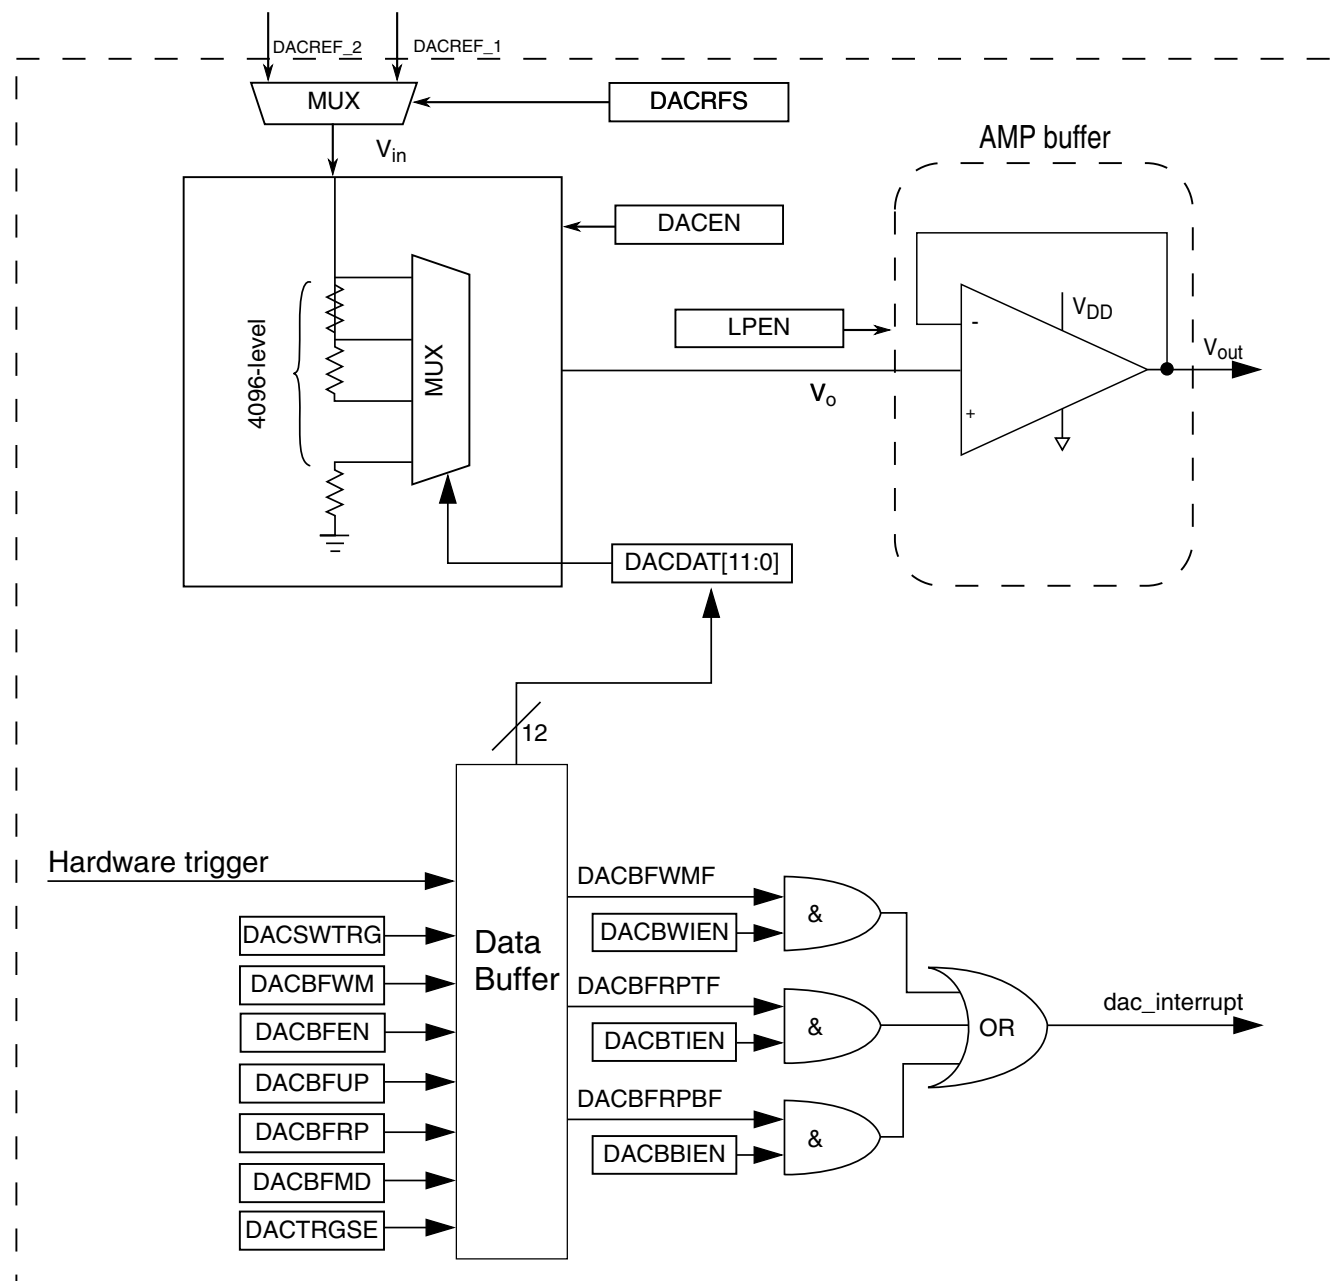 DACREF_2
DACREF_1
MUX
DACRFS
AMP buffer
Vin
DACEN
VDD
LPEN
-
Vout
4096-level
MUX
Vo
+
DACDAT[11:0]
12
Hardware trigger
DACBFWMF
&
DACSWTRG
DACBWIEN
Data
Buffer
DACBFWM
DACBFRPTF
dac_interrupt
DACBFEN
&
OR
DACBTIEN
DACBFUP
DACBFRPBF
DACBFRP
&
DACBBIEN
DACBFMD
DACTRGSE